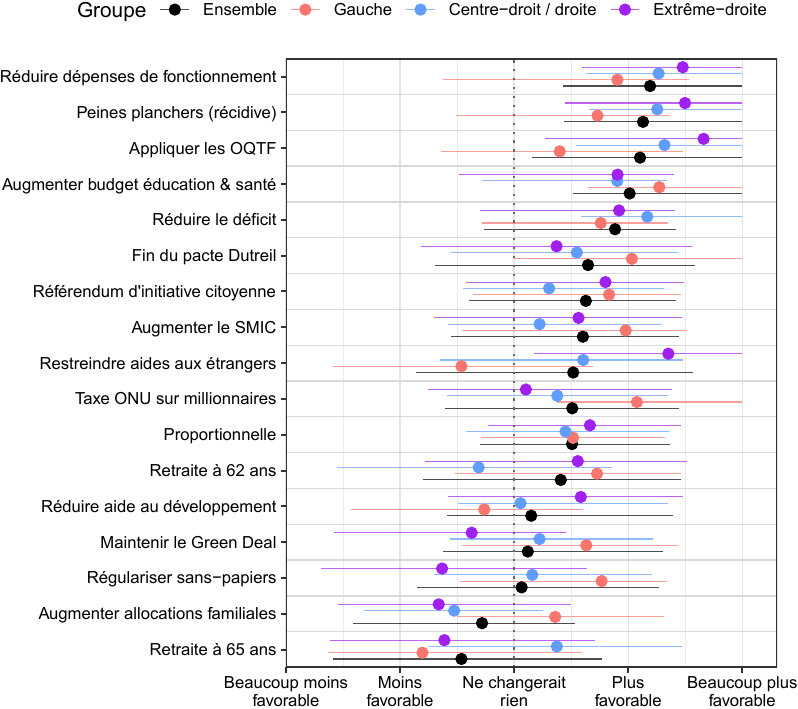 Groupe Ensemble Gauche Centre−droit / droite Extrême−droite
Réduire dépenses de fonctionnement
Peines planchers (récidive)
Appliquer les OQTF
Augmenter budget éducation & santé
Réduire le déficit
Fin du pacte Dutreil
Référendum d'initiative citoyenne
Augmenter le SMIC
Restreindre aides aux étrangers
Taxe ONU sur millionnaires
Proportionnelle
Retraite à 62 ans
Réduire aide au développement
Maintenir le Green Deal
Régulariser sans−papiers
Augmenter allocations familiales
Retraite à 65 ans
Beaucoup moins
favorable
Moins
favorable
Ne changerait
rien
Plus
favorable
Beaucoup plus
favorable